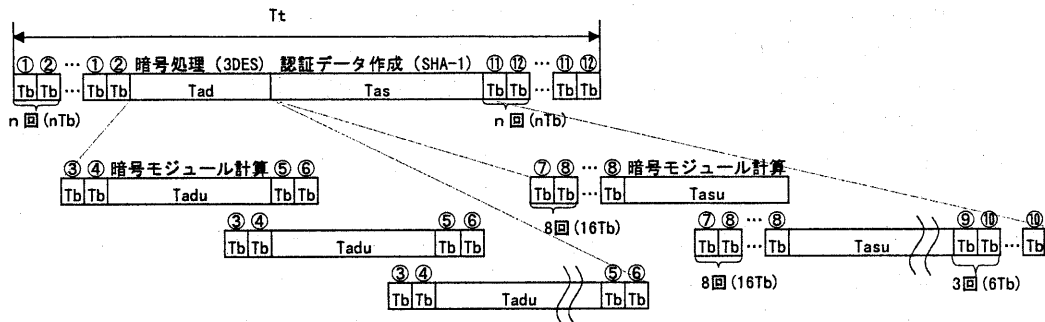 Tt
① ② … ① ② 暗号処理 (3DES) 認証データ作成 (SHA-1) ⑪ ⑫ … ⑪ ⑫
Tb Tb … Tb Tb Tad Tas Tb Tb … Tb Tb
n回(nTb) n回(nTb)
③ ④ 暗号モジュール計算 ⑤ ⑥
Tb Tb Tadu Tb Tb
⑦ ⑧ … ⑧ 暗号モジュール計算
Tb Tb … Tb Tasu
8回(16Tb)
③ ④ ⑤ ⑥
Tb Tb Tadu Tb Tb
⑦ ⑧ … ⑧ ⑨ ⑩ ⑩
Tb Tb … Tb Tasu Tb Tb … Tb
8回(16Tb) 3回(6Tb)
③ ④ ⑤ ⑥
Tb Tb Tadu Tb Tb